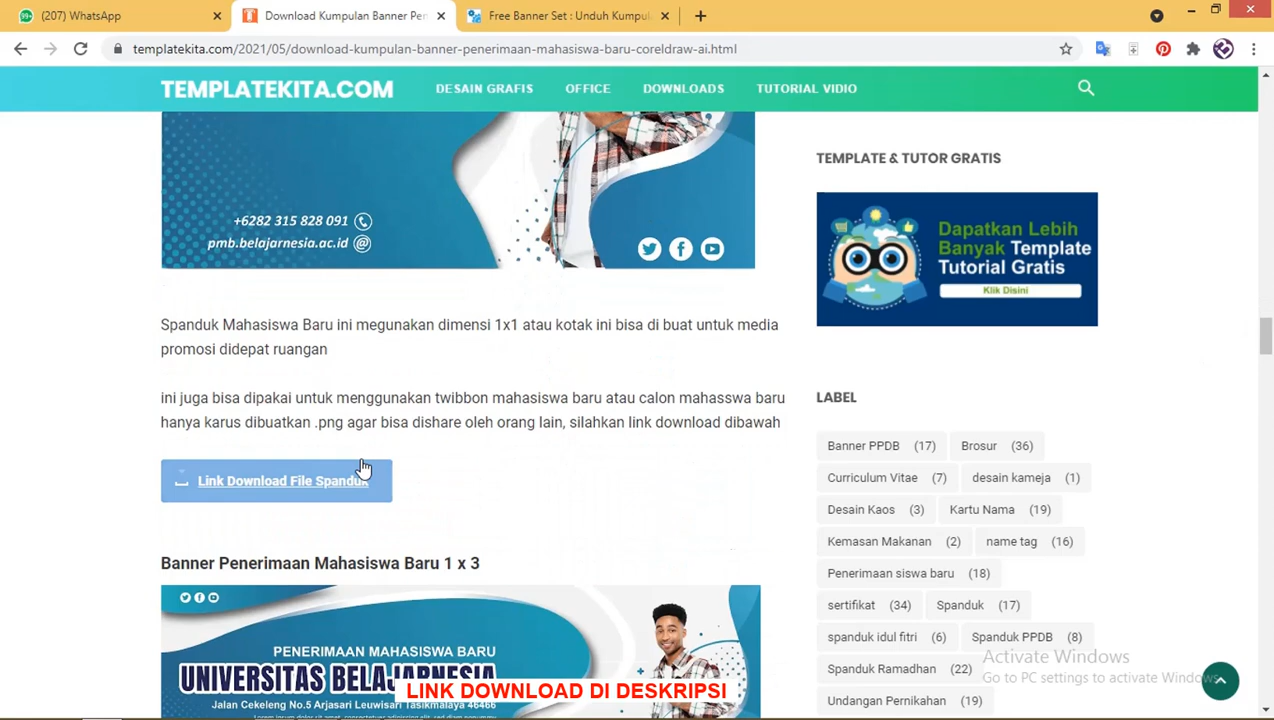 (207) WhatsApp
Download Kumpulan Banner Pen
Free Banner Set : Unduh Kumpul
templatekita.com/2021/05/download-kumpulan-banner-penerimaan-mahasiswa-baru-coreldraw-ai.html
TEMPLATEKITA.COM
DESAIN GRAFIS
OFFICE
DOWNLOADS
TUTORIAL VIDIO
+6282 315 828 091
pmb.belajarnesia.ac.id
Spanduk Mahasiswa Baru ini megunakan dimensi 1x1 atau kotak ini bisa di buat untuk media
promosi didepat ruangan
ini juga bisa dipakai untuk menggunakan twibbon mahasiswa baru atau calon mahasswa baru
hanya karus dibuatkan .png agar bisa dishare oleh orang lain, silahkan link download dibawah
Link Download File Spanduk
Banner Penerimaan Mahasiswa Baru 1 x 3
PENERIMAAN MAHASISWA BARU
UNIVERSITAS BELAJARNESIA
Jalan Cekeleng No.5 Arjasari Leuwisari Tasikmalaya 46466
LINK DOWNLOAD DI DESKRIPSI
TEMPLATE & TUTOR GRATIS
Dapatkan Lebih
Banyak Template
Tutorial Gratis
Klik Disini
LABEL
Banner PPDB (17)
Brosur (36)
Curriculum Vitae (7)
desain kameja (1)
Desain Kaos (3)
Kartu Nama (19)
Kemasan Makanan (2)
name tag (16)
Penerimaan siswa baru (18)
sertifikat (34)
Spanduk (17)
spanduk idul fitri (6)
Spanduk PPDB (8)
Spanduk Ramadhan (22)
Undangan Pernikahan (19)
Activate Windows
Go to PC settings to activate Windows.